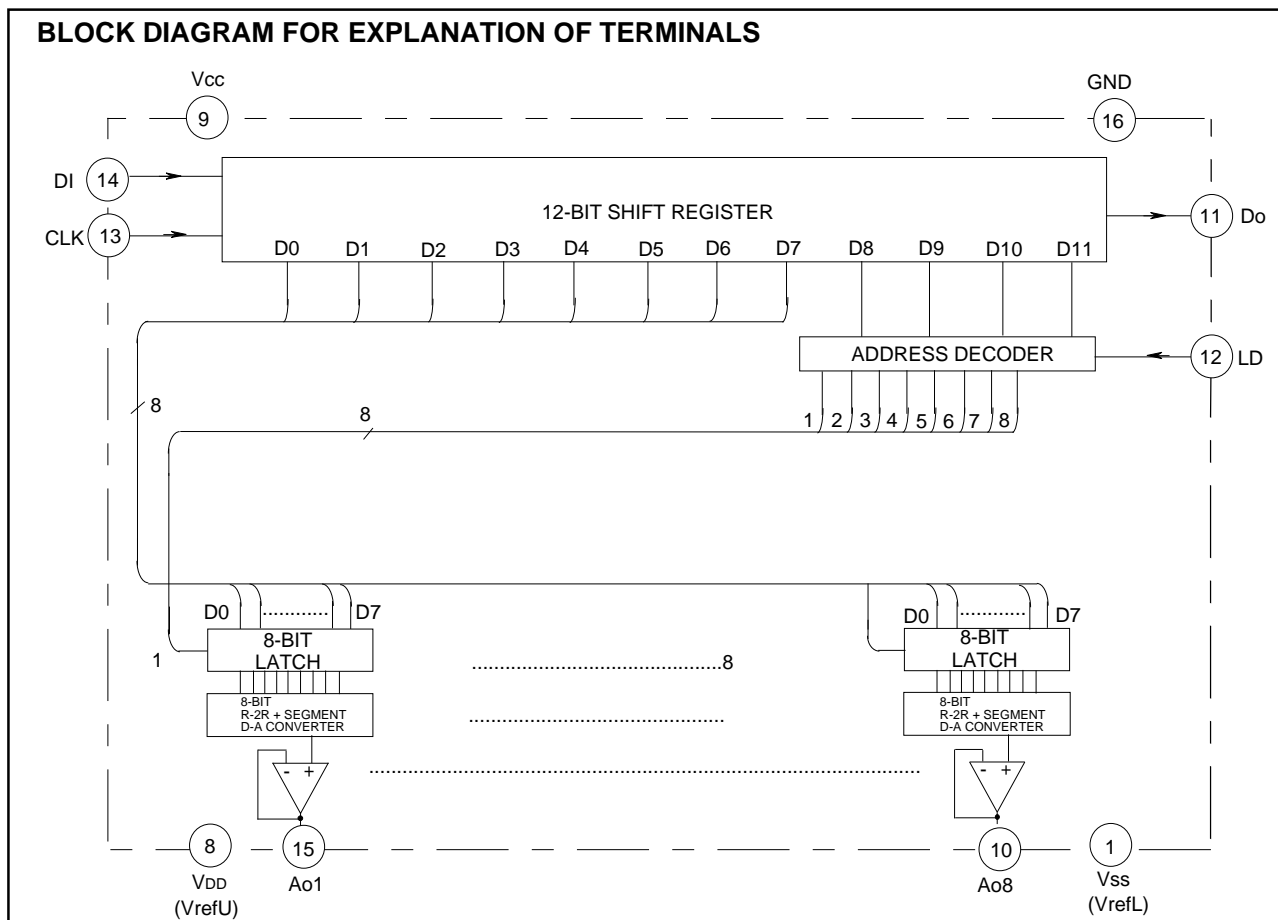 BLOCK DIAGRAM FOR EXPLANATION OF TERMINALS
Vcc
GND
9
16
DI
14
12-BIT SHIFT REGISTER
11
Do
CLK
13
D0 D1 D2 D3 D4 D5 D6 D7 D8 D9 D10 D11
ADDRESS DECODER
12
LD
8
8
1 2 3 4 5 6 7 8
D0 ............ D7
D0 ............ D7
8-BIT
LATCH
8-BIT
LATCH
1
8
8-BIT
R-2R + SEGMENT
D-A CONVERTER
8-BIT
R-2R + SEGMENT
D-A CONVERTER
- +
- +
8
15
10
1
VDD
(VrefU)
Ao1
Ao8
Vss
(VrefL)